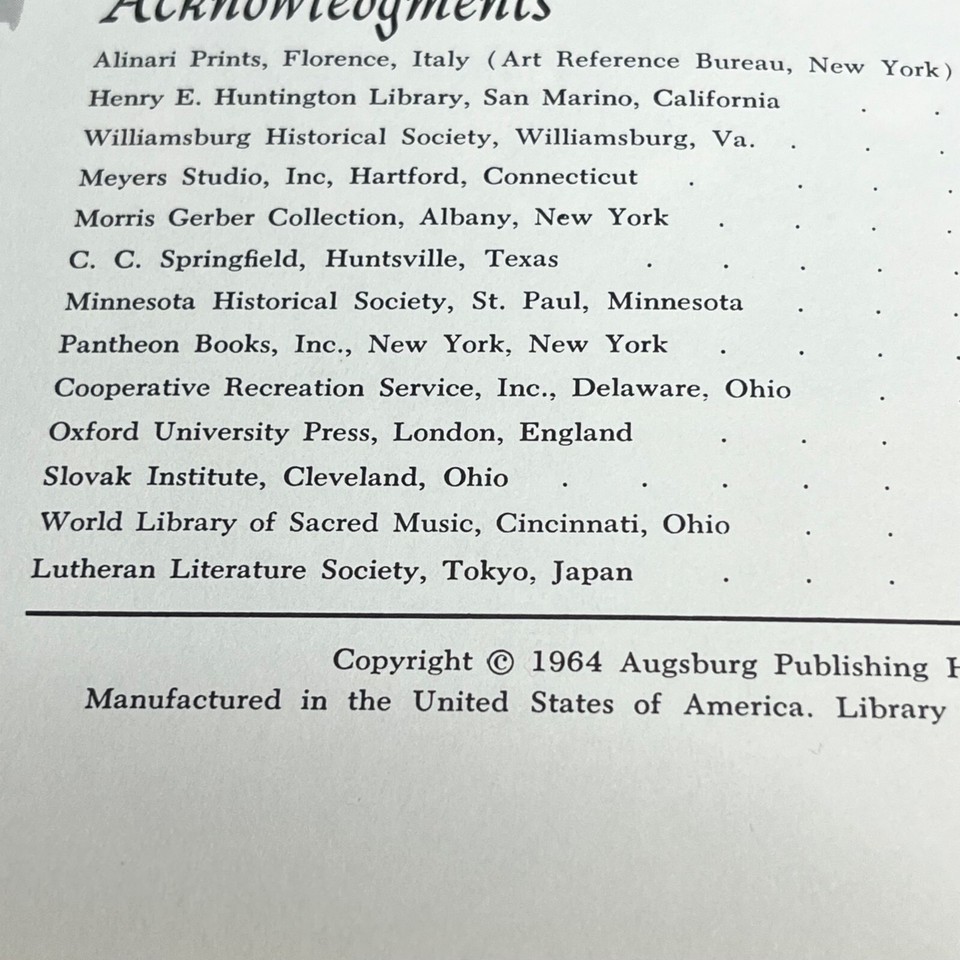 Acknowledgments
Alinari Prints, Florence, Italy (Art Reference Bureau, New York)
Henry E. Huntington Library, San Marino, California . .
Williamsburg Historical Society, Williamsburg, Va. . . .
Meyers Studio, Inc, Hartford, Connecticut . . . .
Morris Gerber Collection, Albany, New York . . . .
C. C. Springfield, Huntsville, Texas . . . . .
Minnesota Historical Society, St. Paul, Minnesota . . .
Pantheon Books, Inc., New York, New York . . . .
Cooperative Recreation Service, Inc., Delaware, Ohio .
Oxford University Press, London, England . . .
Slovak Institute, Cleveland, Ohio . . . . .
World Library of Sacred Music, Cincinnati, Ohio . .
Lutheran Literature Society, Tokyo, Japan . . .
Copyright © 1964 Augsburg Publishing
Manufactured in the United States of America. Library